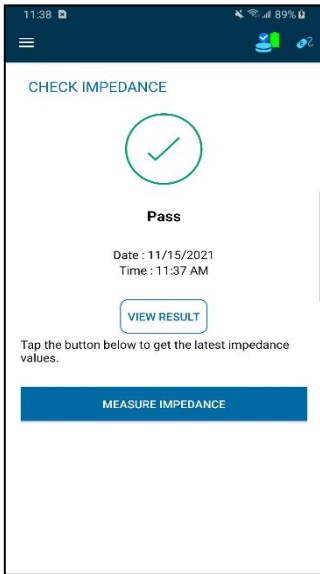 11:38 89%
CHECK IMPEDANCE
Pass
Date : 11/15/2021
Time : 11:37 AM
VIEW RESULT
Tap the button below to get the latest impedance
values.
MEASURE IMPEDANCE